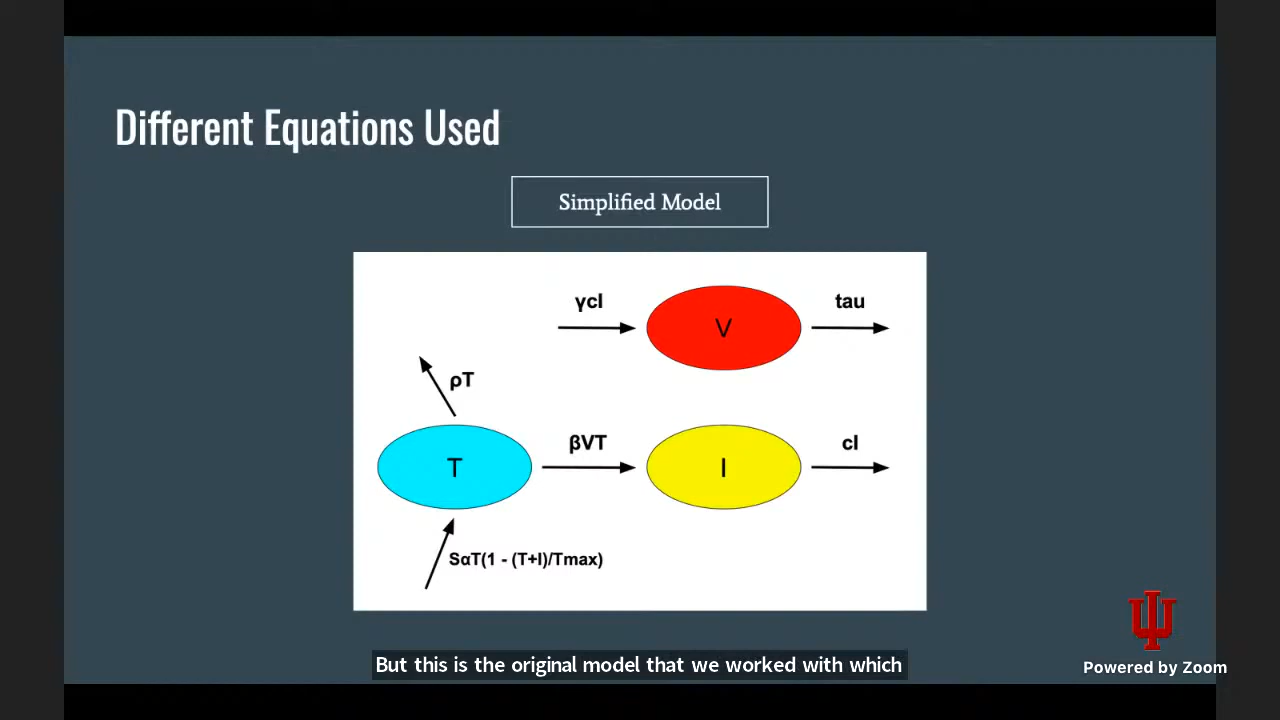 Different Equations Used
Simplified Model
γcI
V
tau
ρT
T
βVT
I
cI
SαT(1 - (T+I)/Tmax)
But this is the original model that we worked with which
Powered by Zoom